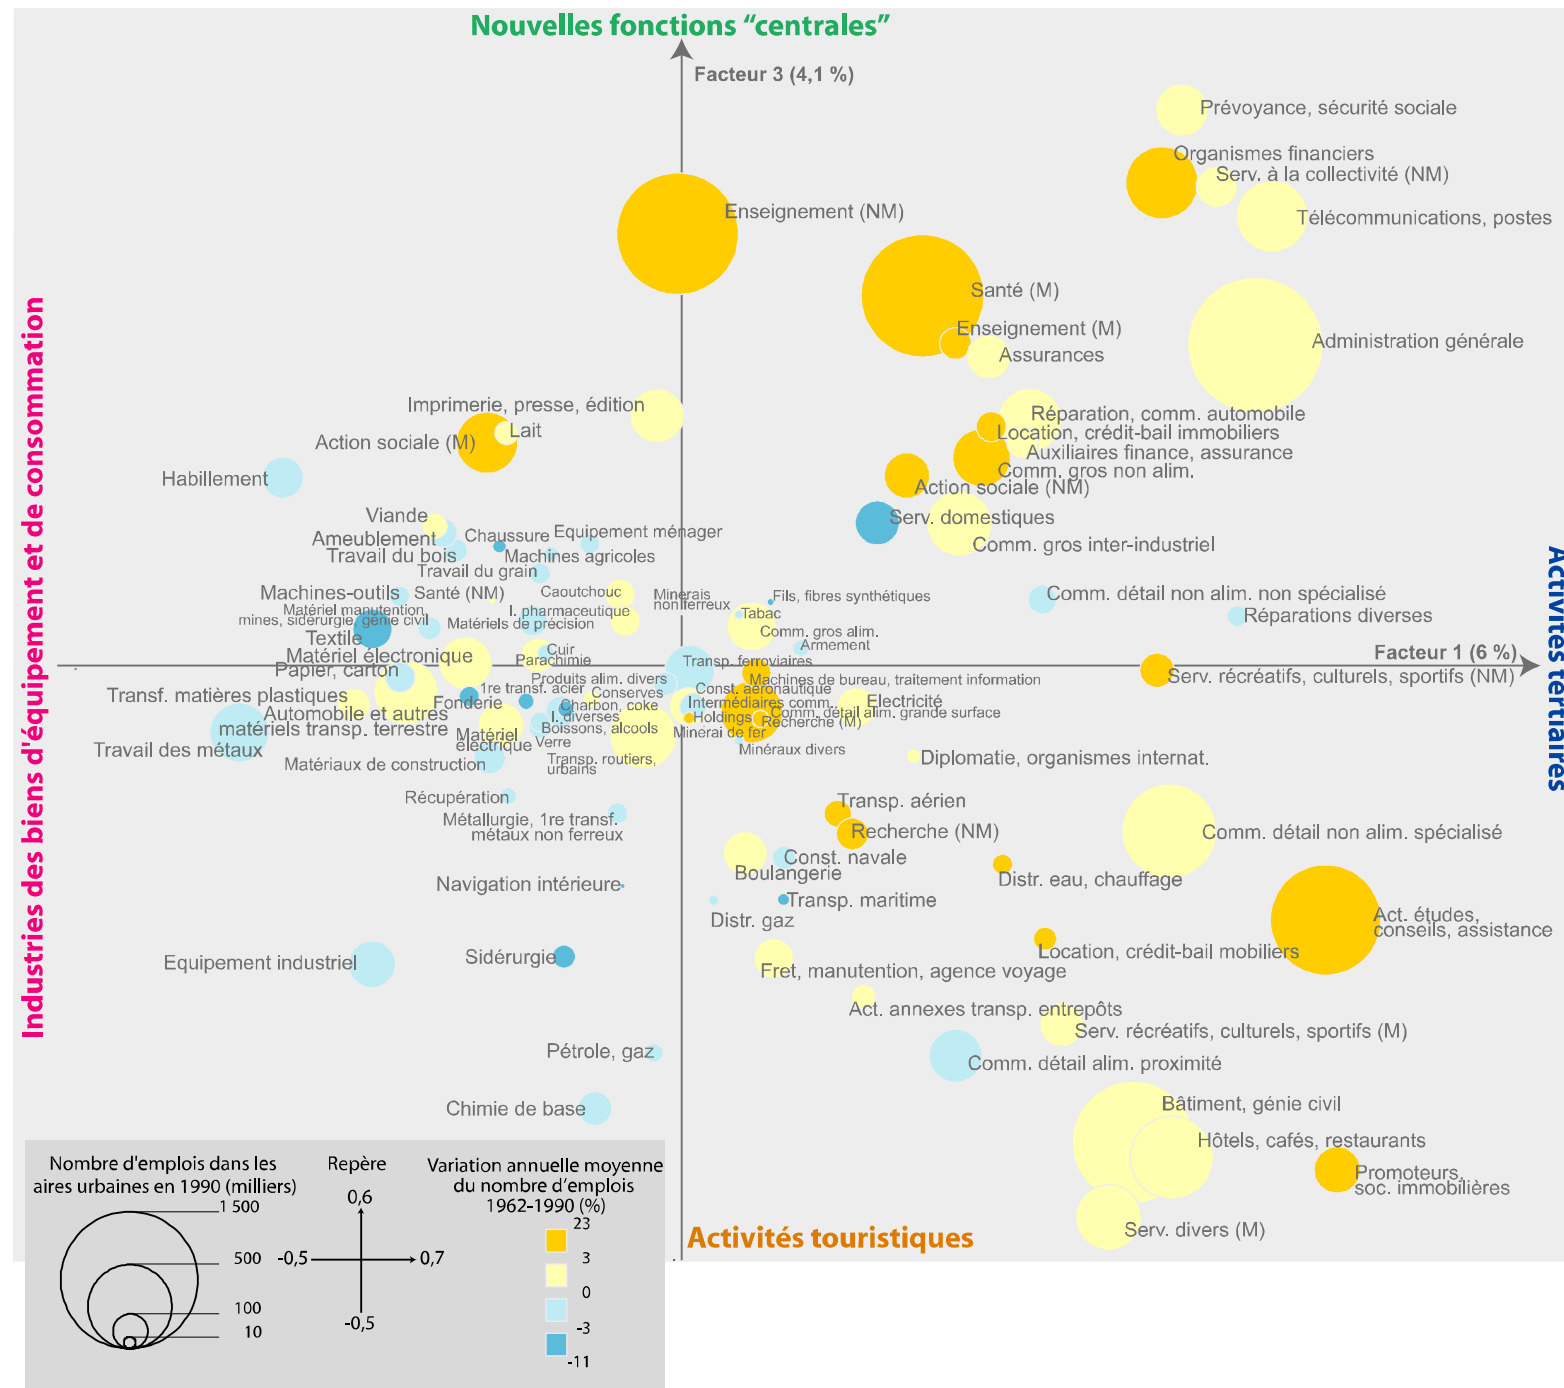 Nouvelles fonctions “centrales”
Facteur 3 (4,1 %)
Prévoyance, sécurité sociale
Organismes financiers
Serv. à la collectivité (NM)
Enseignement (NM)
Télécommunications, postes
Santé (M)
Enseignement (M)
Administration générale
Assurances
Imprimerie, presse, édition
Réparation, comm. automobile
Lait
Location, crédit-bail immobiliers
Action sociale (M)
Auxiliaires finance, assurance
Comm. gros non alim.
Habillement
Action sociale (NM)
Viande
Serv. domestiques
Ameublement
Chaussure
Equipement ménager
Comm. gros inter-industriel
Travail du bois
Machines agricoles
Travail du grain
Machines-outils
Santé (NM)
Caoutchouc
Minerais
non ferreux
Fils, fibres synthétiques
Comm. détail non alim. non spécialisé
Matériel manutention,
mines, sidérurgie, génie civil
I. pharmaceutique
Tabac
Réparations diverses
Matériels de précision
Comm. gros alim.
Textile
Armement
Cuir
Matériel électronique
Parachimie
Transp. ferroviaires
Facteur 1 (6 %)
Papier, carton
Produits alim. divers
Machines de bureau, traitement information
Serv. récréatifs, culturels, sportifs (NM)
1re transf. acier
Conserves
Const. aéronautique
Transf. matières plastiques
Fonderie
Charbon, coke
Intermédiaires comm.
Electricité
Automobile et autres
matériels transp. terrestre
I. diverses
Holdings
Comm. détail alim. grande surface
Recherche (M)
Matériel
électrique
Boissons, alcools
Minerai de fer
Verre
Travail des métaux
Minéraux divers
Matériaux de construction
Transp. routiers,
urbains
Diplomatie, organismes internat.
Récupération
Transp. aérien
Métallurgie, 1re transf.
métaux non ferreux
Recherche (NM)
Comm. détail non alim. spécialisé
Const. navale
Boulangerie
Navigation intérieure
Distr. eau, chauffage
Transp. maritime
Distr. gaz
Act. études,
conseils, assistance
Equipement industriel
Sidérurgie
Location, crédit-bail mobiliers
Fret, manutention, agence voyage
Act. annexes transp. entrepôts
Serv. récréatifs, culturels, sportifs (M)
Pétrole, gaz
Comm. détail alim. proximité
Chimie de base
Bâtiment, génie civil
Hôtels, cafés, restaurants
Promoteurs,
soc. immobilières
Serv. divers (M)
Activités touristiques
Industries des biens d'équipement et de consommation
Activités tertiaires
Nombre d'emplois dans les
aires urbaines en 1990 (milliers)
1 500
500
100
10
Repère
0,6
-0,5
0,7
-0,5
Variation annuelle moyenne
du nombre d'emplois
1962-1990 (%)
23
3
0
-3
-11